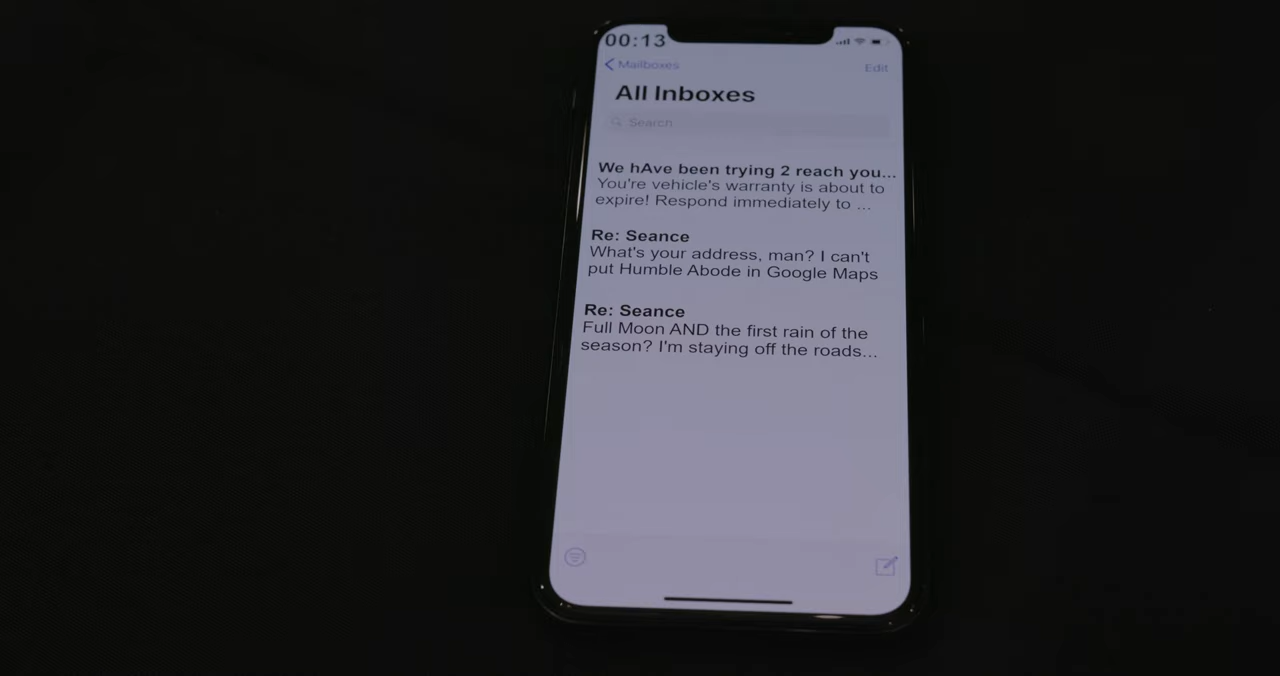 00:13
Mailboxes
Edit
All Inboxes
Search
We hAve been trying 2 reach you...
You're vehicle's warranty is about to
expire! Respond immediately to ...
Re: Seance
What's your address, man? I can't
put Humble Abode in Google Maps
Re: Seance
Full Moon AND the first rain of the
season? I'm staying off the roads...